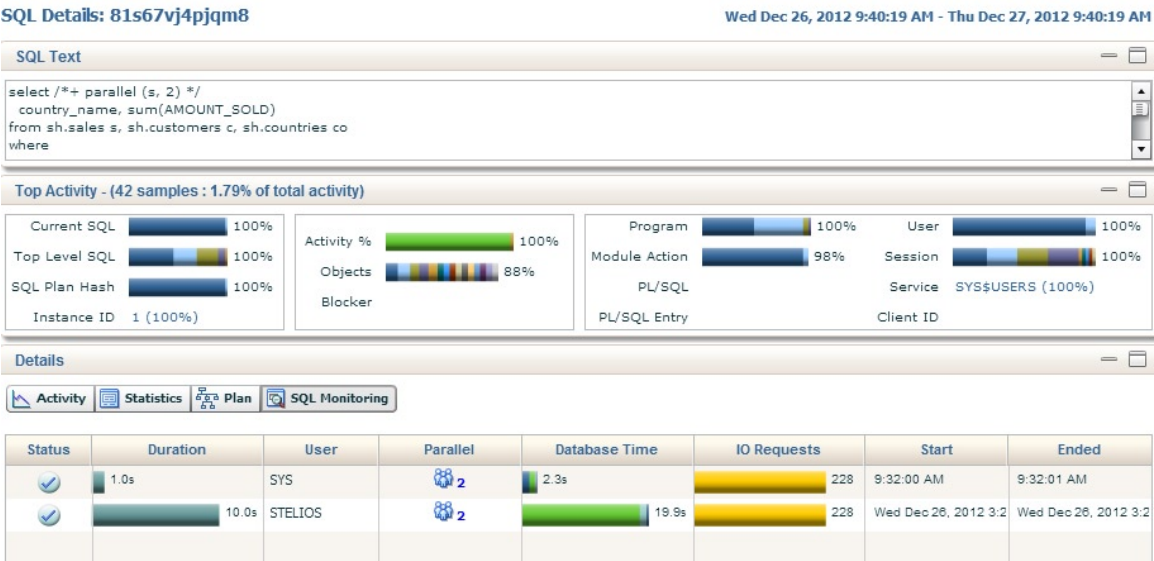 SQL Details: 81s67vj4pjqm8
Wed Dec 26, 2012 9:40:19 AM - Thu Dec 27, 2012 9:40:19 AM
SQL Text
select /*+ parallel (s, 2) */
country_name, sum(AMOUNT_SOLD)
from sh.sales s, sh.customers c, sh.countries co
where
Top Activity - (42 samples : 1.79% of total activity)
Current SQL 100%
Top Level SQL 100%
SQL Plan Hash 100%
Instance ID 1 (100%)
Activity % 100%
Objects 88%
Blocker
Program 100%
Module Action 98%
PL/SQL
PL/SQL Entry
User 100%
Session 100%
Service SYS$USERS (100%)
Client ID
Details
Activity Statistics Plan SQL Monitoring
Status Duration User Parallel Database Time IO Requests Start Ended
1.0s SYS 2 2.3s 228 9:32:00 AM 9:32:01 AM
10.0s STELIOS 2 19.9s 228 Wed Dec 26, 2012 3:2 Wed Dec 26, 2012 3:2